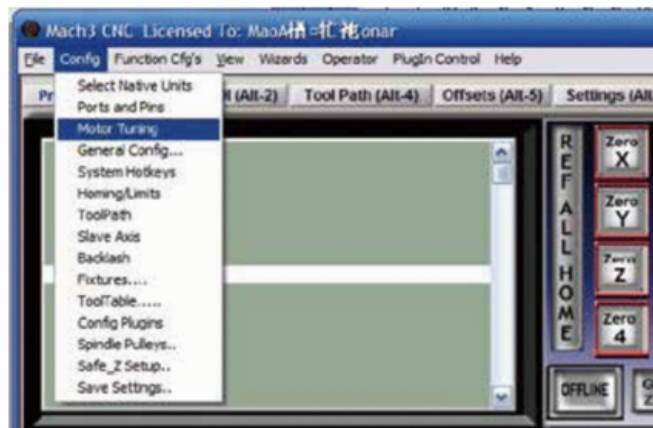 Mach3 CNC Licensed To:
File Config Function Cfg's View Wizards Operator PlugIn Control Help
(Alt-2) Tool Path (Alt-4) Offsets (Alt-5) Settings (Alt
Select Native Units
Ports and Pins
Motor Tuning
General Config...
System Hotkeys
Homing/Limits
ToolPath
Slave Axis
Backlash
Fixtures....
ToolTable.....
Config Plugins
Spindle Pulleys..
Safe_Z Setup..
Save Settings..
REF ALL HOME
Zero
X
Zero
Y
Zero
Z
Zero
4
OFFLINE